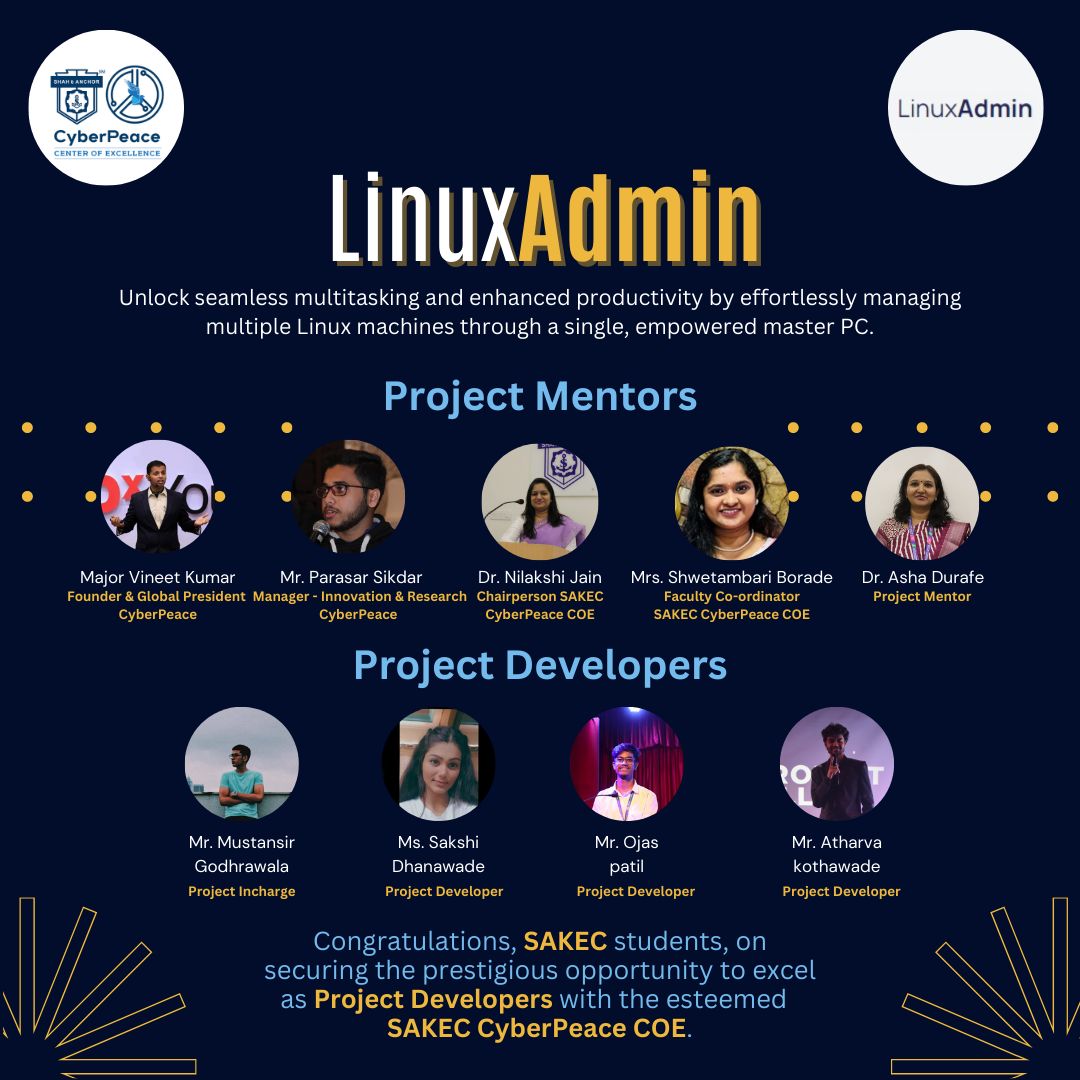 SHAH & ANCHOR
CyberPeace
CENTER OF EXCELLENCE
LinuxAdmin
LinuxAdmin
Unlock seamless multitasking and enhanced productivity by effortlessly managing
multiple Linux machines through a single, empowered master PC.
Project Mentors
Major Vineet Kumar
Founder & Global President
CyberPeace
Mr. Parasar Sikdar
Manager - Innovation & Research
CyberPeace
Dr. Nilakshi Jain
Chairperson SAKEC
CyberPeace COE
Mrs. Shwetambari Borade
Faculty Co-ordinator
SAKEC CyberPeace COE
Dr. Asha Durafe
Project Mentor
Project Developers
Mr. Mustansir
Godhrawala
Project Incharge
Ms. Sakshi
Dhanawade
Project Developer
Mr. Ojas
patil
Project Developer
Mr. Atharva
kothawade
Project Developer
Congratulations, SAKEC students, on
securing the prestigious opportunity to excel
as Project Developers with the esteemed
SAKEC CyberPeace COE.